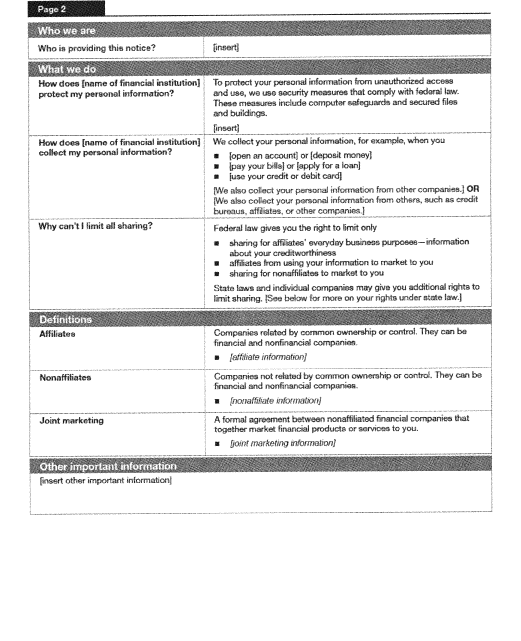 Page 2
Who we are
Who is providing this notice?
[insert]
What we do
How does [name of financial institution]
protect my personal information?
To protect your personal information from unauthorized access
and use, we use security measures that comply with federal law.
These measures include computer safeguards and secured files
and buildings.
[insert]
How does [name of financial institution]
collect my personal information?
We collect your personal information, for example, when you
■ [open an account] or [deposit money]
■ [pay your bills] or [apply for a loan]
■ [use your credit or debit card]
[We also collect your personal information from other companies.] OR
[We also collect your personal information from others, such as credit
bureaus, affiliates, or other companies.]
Why can't I limit all sharing?
Federal law gives you the right to limit only
■ sharing for affiliates' everyday business purposes—information
about your creditworthiness
■ affiliates from using your information to market to you
■ sharing for nonaffiliates to market to you
State laws and individual companies may give you additional rights to
limit sharing. [See below for more on your rights under state law.]
Definitions
Affiliates
Companies related by common ownership or control. They can be
financial and nonfinancial companies.
■ [affiliate information]
Nonaffiliates
Companies not related by common ownership or control. They can be
financial and nonfinancial companies.
■ [nonaffiliate information]
Joint marketing
A formal agreement between nonaffiliated financial companies that
together market financial products or services to you.
■ [joint marketing information]
Other important information
[insert other important information]